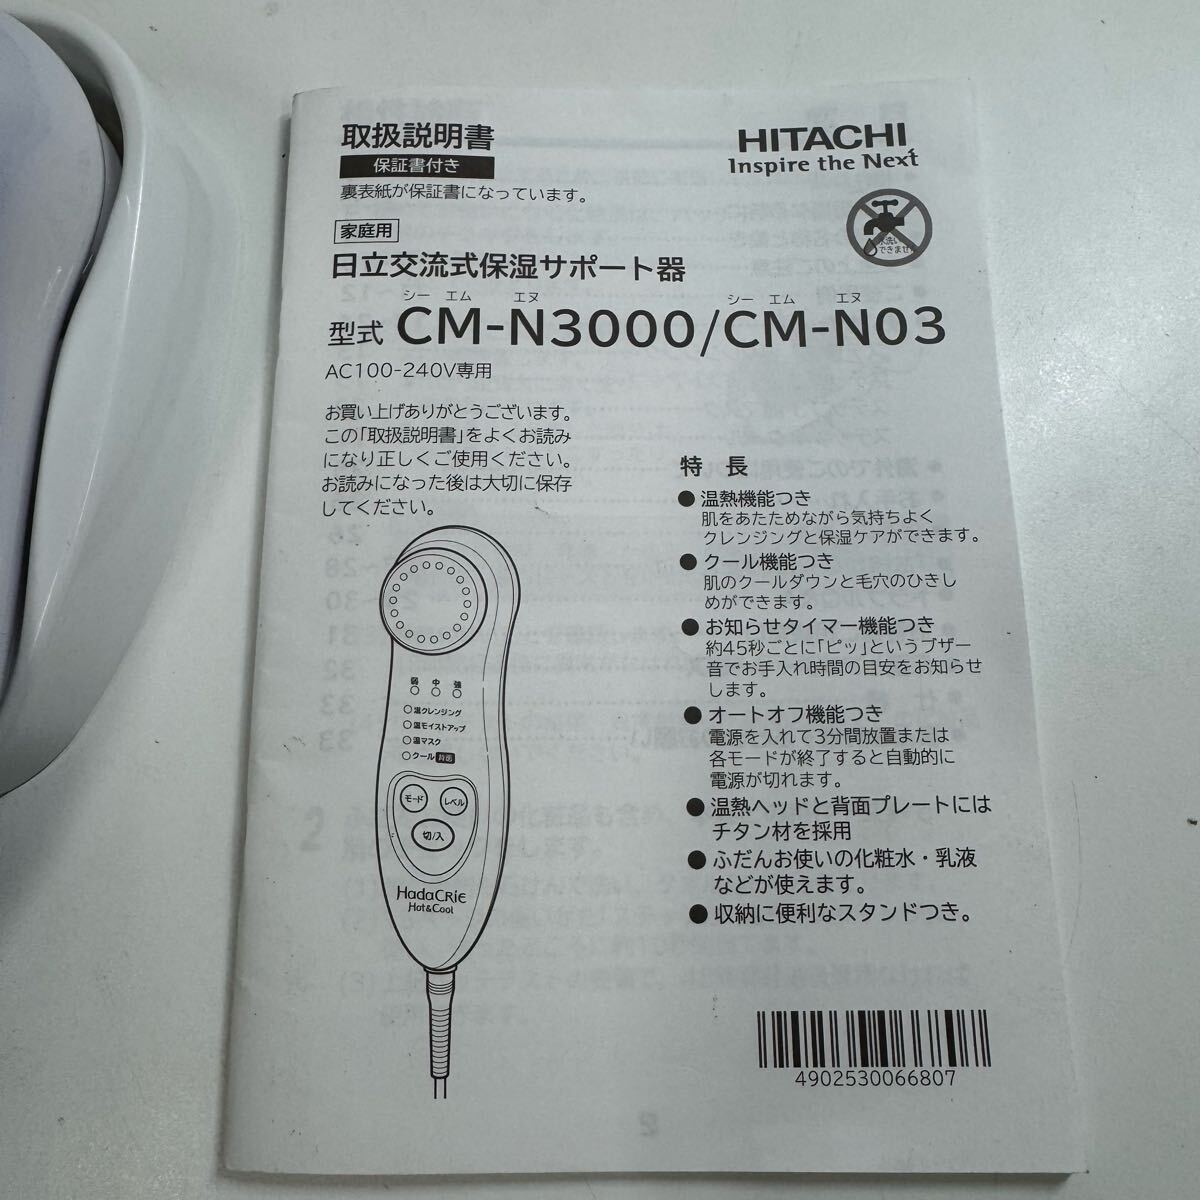 取扱説明書
保証書付き
裏表紙が保証書になっています。
HITACHI
Inspire the Next
水洗い
できません
家庭用
日立交流式保湿サポート器
シー エム エヌ シー エム エヌ
型式 CM-N3000/CM-N03
AC100-240V専用
お買い上げありがとうございます。
この「取扱説明書」をよくお読み
になり正しくご使用ください。
お読みになった後は大切に保存
してください。
弱 中 強
温クレンジング
温モイストアップ
温マスク
クール 背面
モード レベル
切/入
HadaCRiE
Hot&Cool
特 長
● 温熱機能つき
肌をあたためながら気持ちよく
クレンジングと保湿ケアができます。
● クール機能つき
肌のクールダウンと毛穴のひきし
めができます。
● お知らせタイマー機能つき
約45秒ごとに「ピッ」というブザー
音でお手入れ時間の目安をお知らせ
します。
● オートオフ機能つき
電源を入れて3分間放置または
各モードが終了すると自動的に
電源が切れます。
● 温熱ヘッドと背面プレートには
チタン材を採用
● ふだんお使いの化粧水・乳液
などが使えます。
● 収納に便利なスタンドつき。
4902530066807